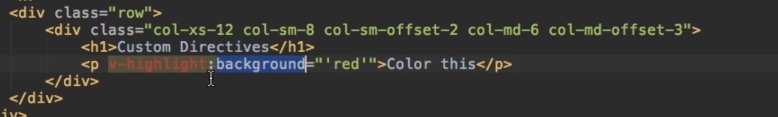 <div class="row">
<div class="col-xs-12 col-sm-8 col-sm-offset-2 col-md-6 col-md-offset-3">
<h1>Custom Directives</h1>
<p v-highlight:background="'red'">Color this</p>
</div>
</div>
iv>